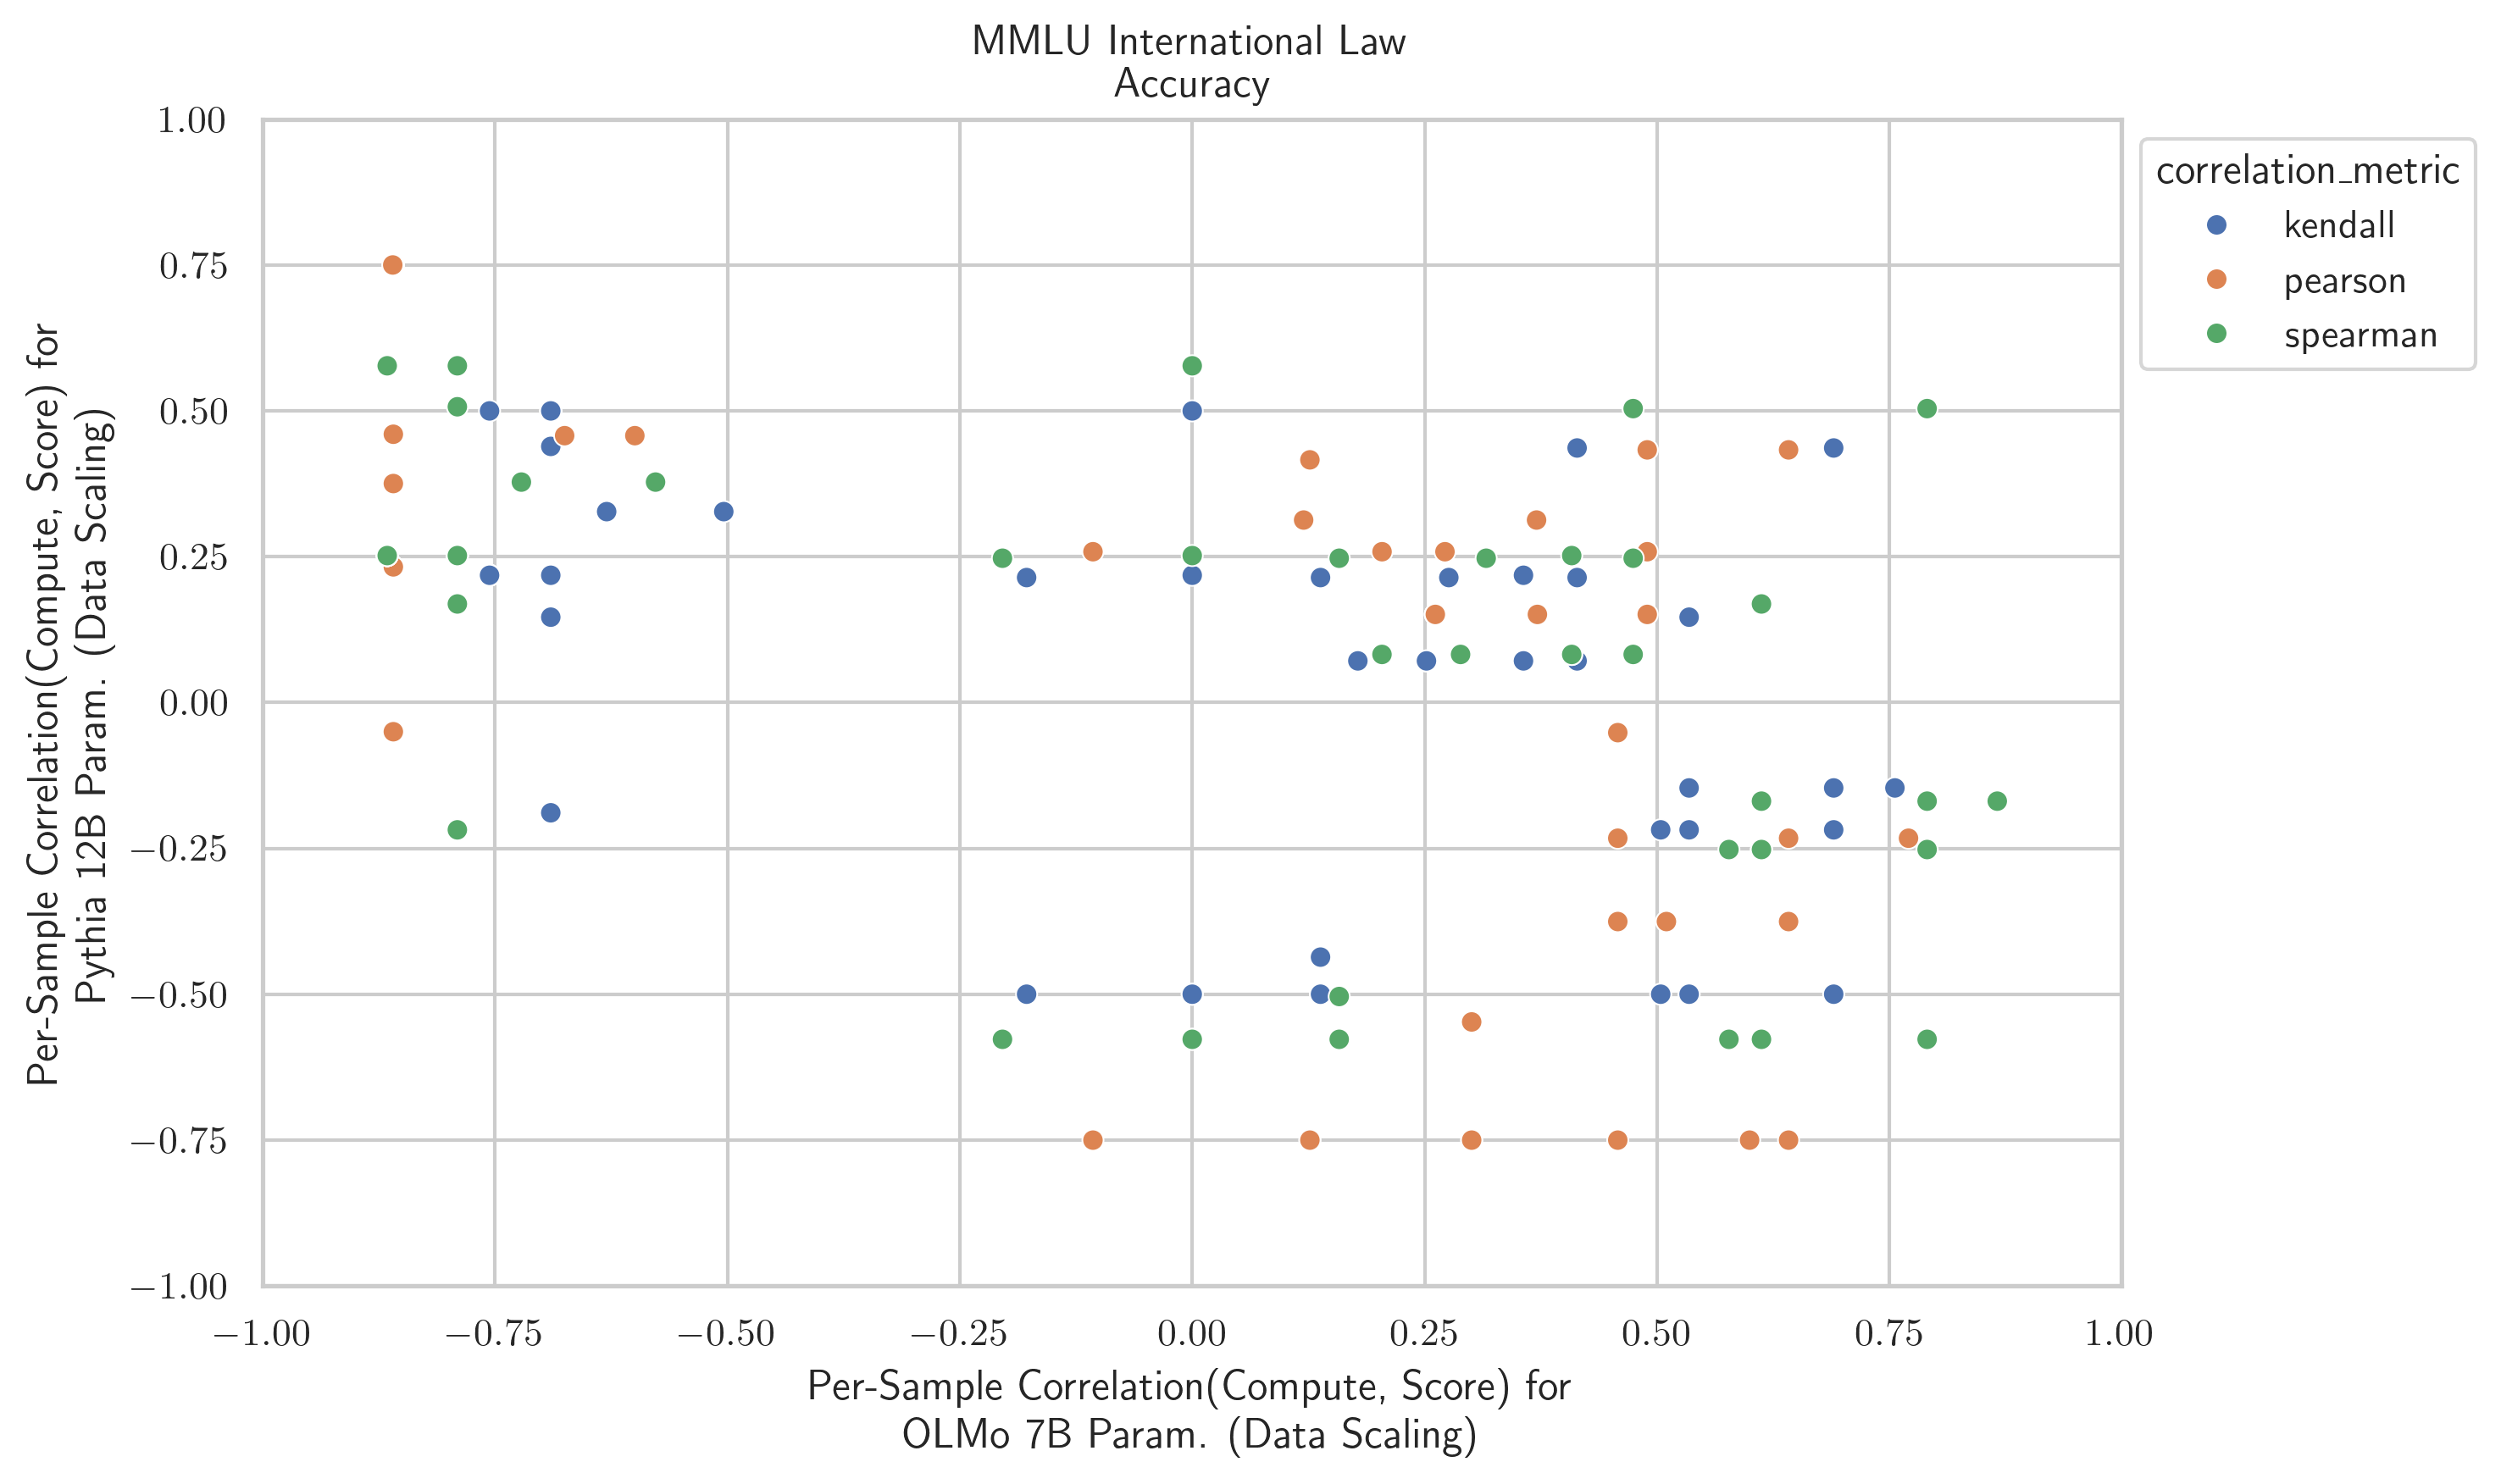 MMLU International Law
Accuracy
1.00
0.75
0.50
0.25
0.00
−0.25
−0.50
−0.75
−1.00
Per-Sample Correlation(Compute, Score) for
Pythia 12B Param. (Data Scaling)
correlation_metric
kendall
pearson
spearman
−1.00 −0.75 −0.50 −0.25 0.00 0.25 0.50 0.75 1.00
Per-Sample Correlation(Compute, Score) for
OLMo 7B Param. (Data Scaling)